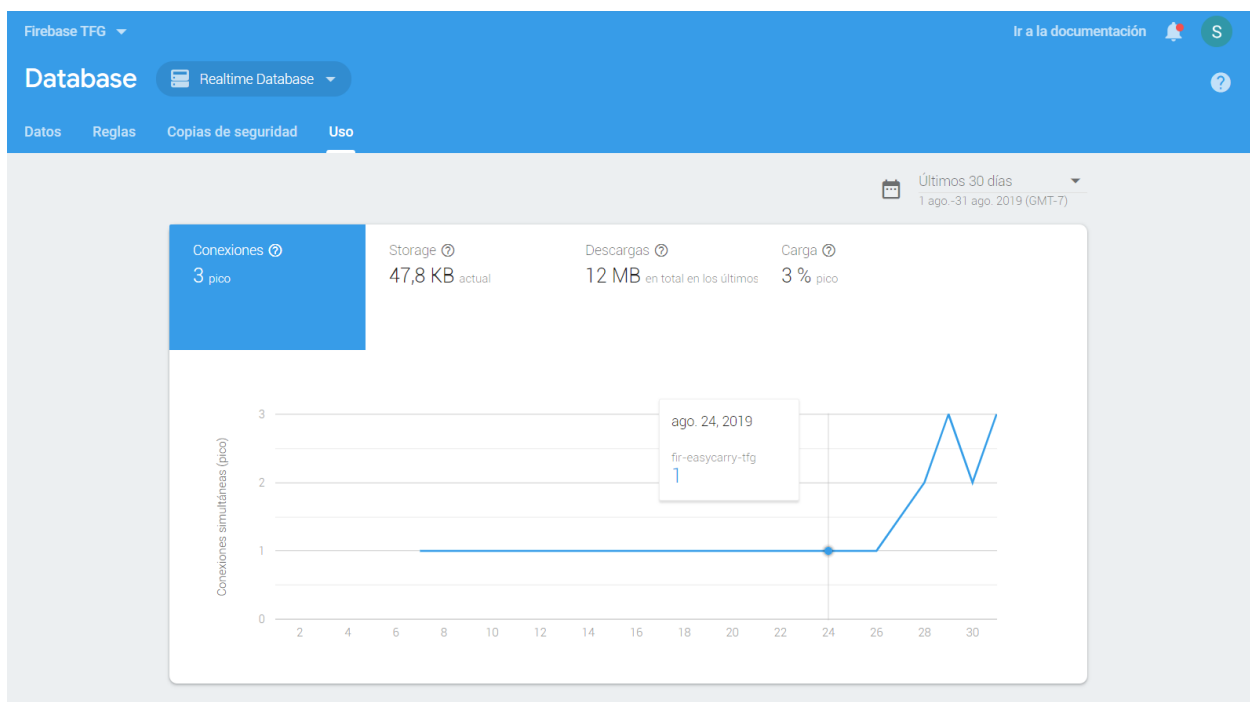 Firebase TFG
Ir a la documentación
S
Database
Realtime Database
?
Datos Reglas Copias de seguridad Uso
Últimos 30 días
1 ago.-31 ago. 2019 (GMT-7)
Conexiones ?
3 pico
Storage ?
47,8 KB actual
Descargas ?
12 MB en total en los últimos
Carga ?
3 % pico
Conexiones simultáneas (pico)
3
2
1
0
ago. 24, 2019
fir-easycarry-tfg
1
2 4 6 8 10 12 14 16 18 20 22 24 26 28 30